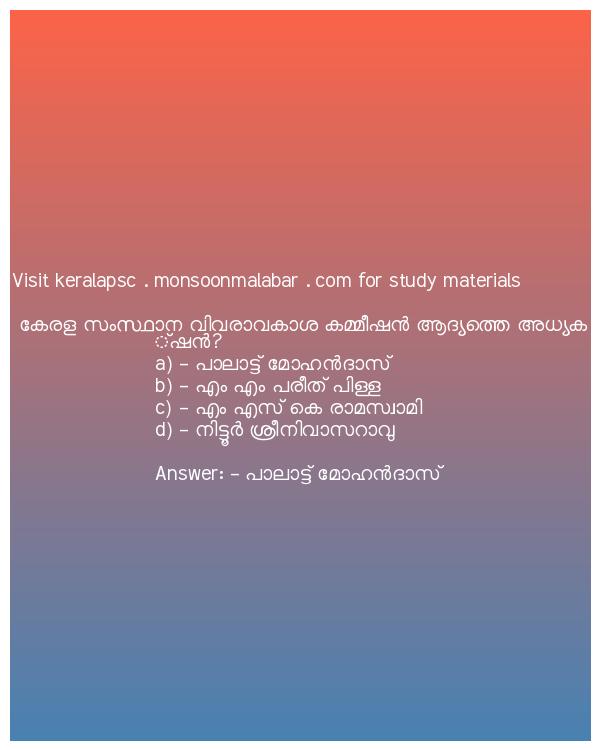 Visit keralapsc . monsoonmalabar . com for study materials
കേരള സംസ്ഥാന വിവരാവകാശ കമ്മീഷൻ ആദ്യത്തെ അധ്യക
്ഷൻ?
a) - പാലാട്ട് മോഹൻദാസ്
b) - എം എം പരീത് പിള്ള
c) - എം എസ് കെ രാമസ്വാമി
d) - നിട്ടൂർ ശ്രീനിവാസറാവു
Answer: - പാലാട്ട് മോഹൻദാസ്